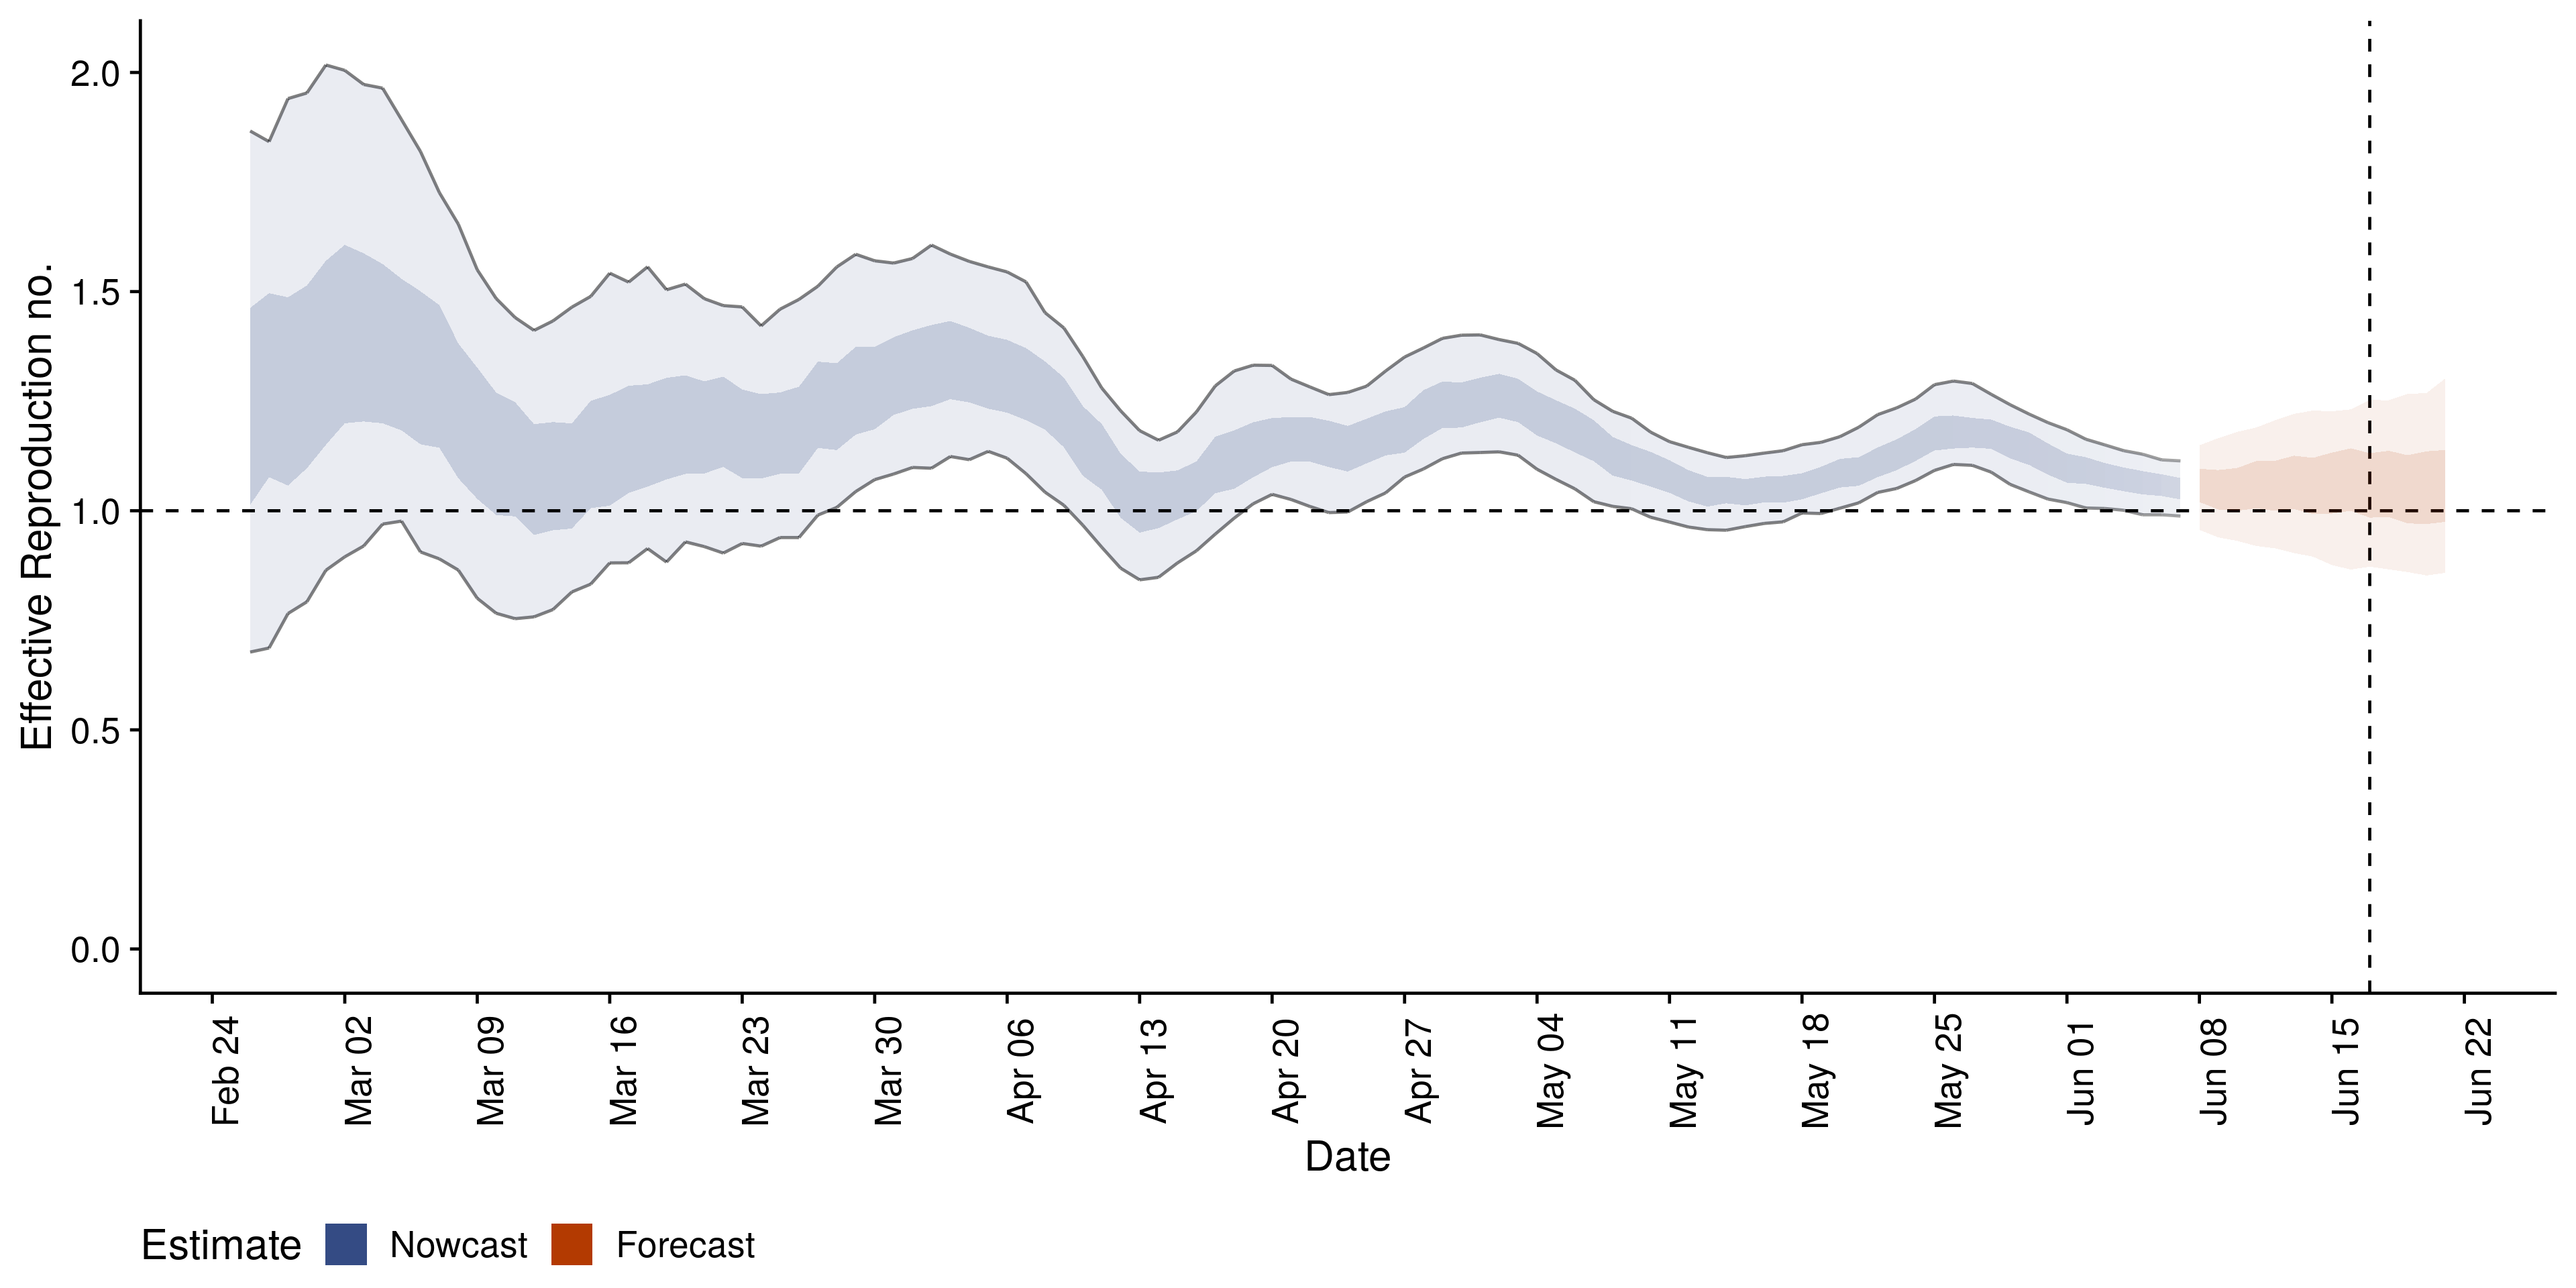 Effective Reproduction no.
2.0
1.5
1.0
0.5
0.0
Feb 24
Mar 02
Mar 09
Mar 16
Mar 23
Mar 30
Apr 06
Apr 13
Apr 20
Apr 27
May 04
May 11
May 18
May 25
Jun 01
Jun 08
Jun 15
Jun 22
Date
Estimate Nowcast Forecast